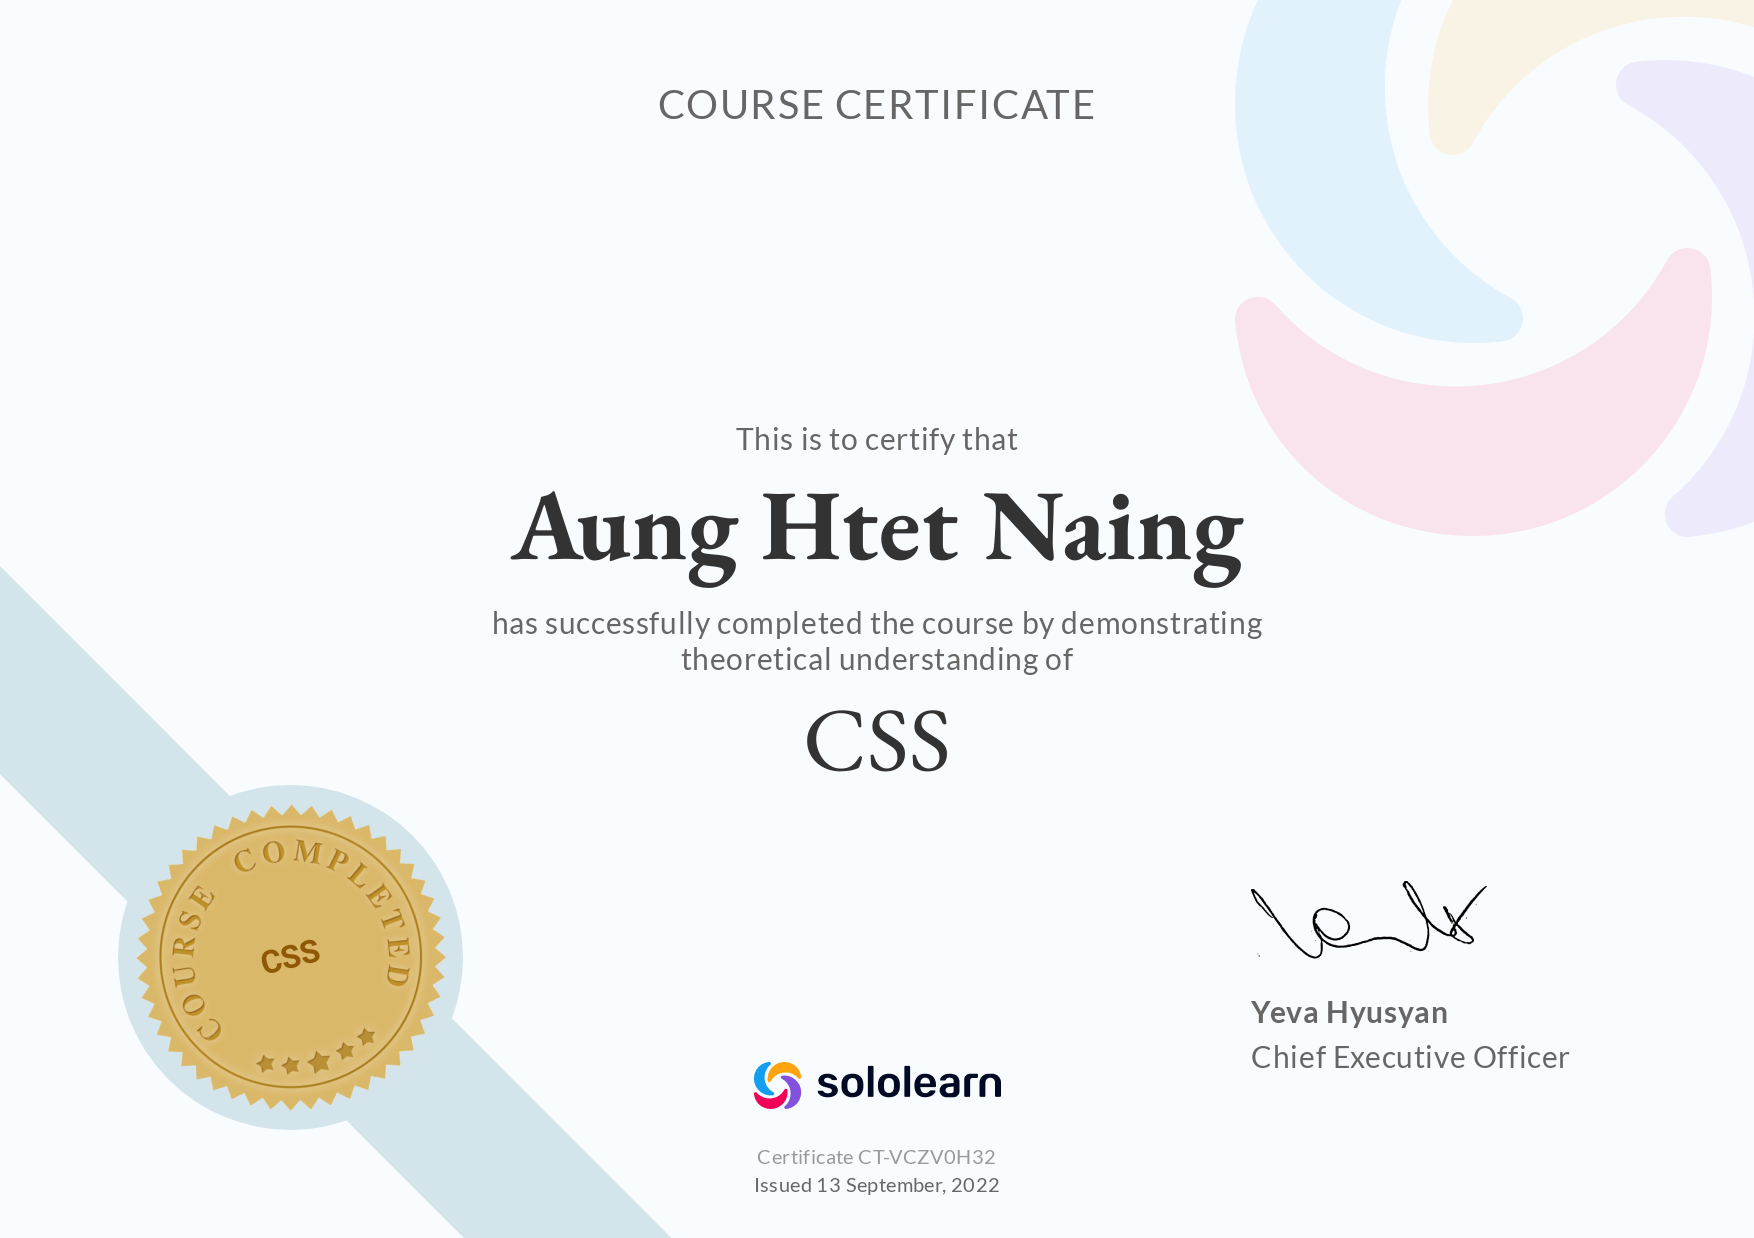 COURSE CERTIFICATE
This is to certify that
Aung Htet Naing
has successfully completed the course by demonstrating
theoretical understanding of
CSS
COURSE COMPLETED
CSS
Yeva Hyusyan
Chief Executive Officer
sololearn
Certificate CT-VCZV0H32
Issued 13 September, 2022